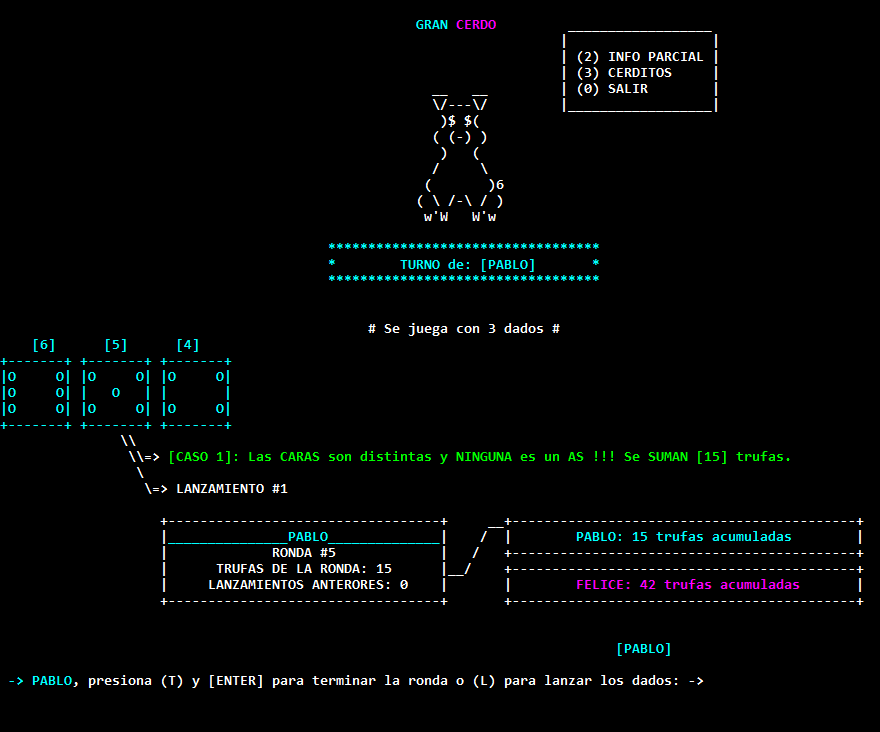 GRAN CERDO
(2) INFO PARCIAL
(3) CERDITOS
(0) SALIR
__   __
\/---\/
)$ $(
( (-) )
)   (
/     \
(       )6
( \ /-\ / )
w'W   W'w
**********************************
*        TURNO de: [PABLO]       *
**********************************
# Se juega con 3 dados #
[6] [5] [4]
+-------+ +-------+ +-------+
|O     O| |O     O| |O     O|
|O     O| |   O   | |       |
|O     O| |O     O| |O     O|
+-------+ +-------+ +-------+
\\
\\=> [CASO 1]: Las CARAS son distintas y NINGUNA es un AS !!! Se SUMAN [15] trufas.
\
\=> LANZAMIENTO #1
PABLO
RONDA #5
TRUFAS DE LA RONDA: 15
LANZAMIENTOS ANTERORES: 0
PABLO: 15 trufas acumuladas
FELICE: 42 trufas acumuladas
[PABLO]
-> PABLO, presiona (T) y [ENTER] para terminar la ronda o (L) para lanzar los dados: ->